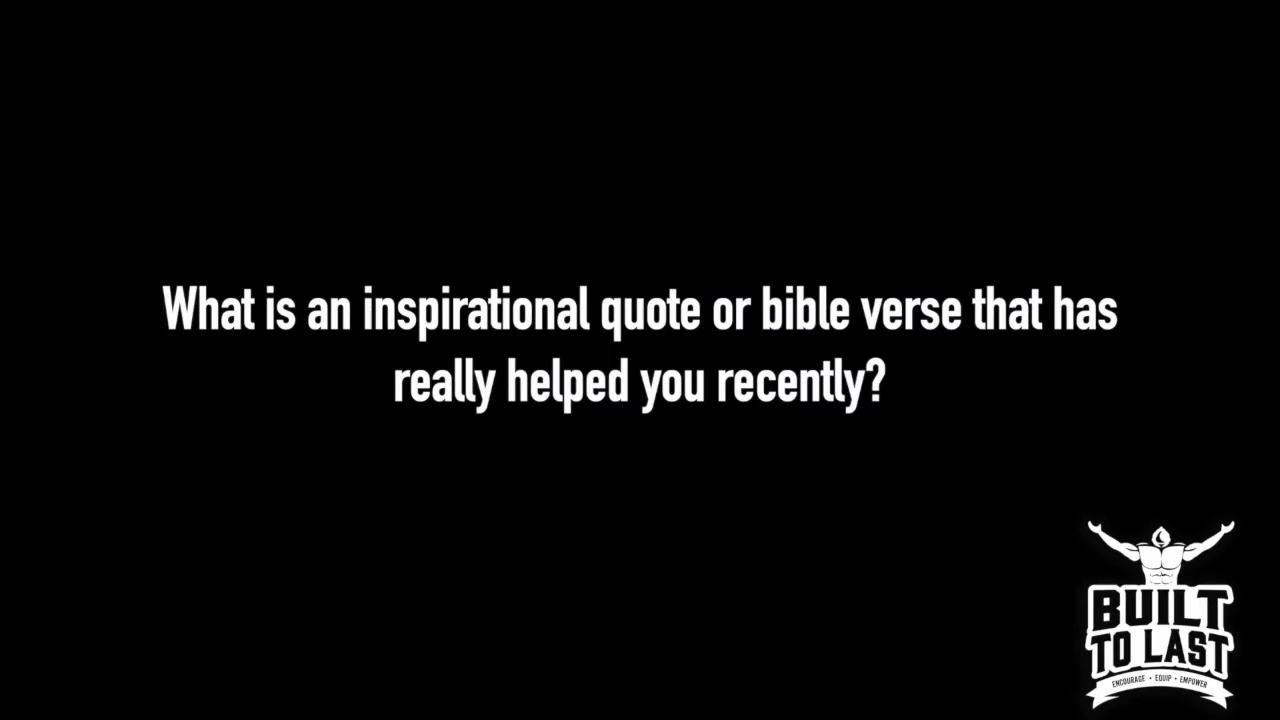 What is an inspirational quote or bible verse that has
really helped you recently?
BUILT
TO LAST
ENCOURAGE • EQUIP • EMPOWER